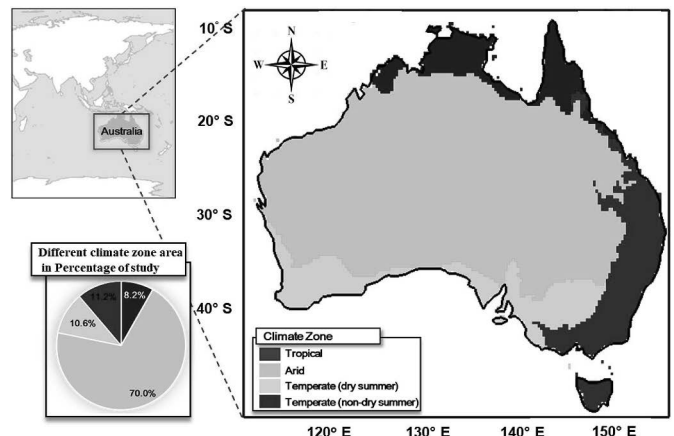 Australia
N
W E
S
10° S
20° S
30° S
40° S
120° E 130° E 140° E 150° E
Climate Zone
Tropical
Arid
Temperate (dry summer)
Temperate (non-dry summer)
Different climate zone area
in Percentage of study
11.2% 8.2%
10.6%
70.0%